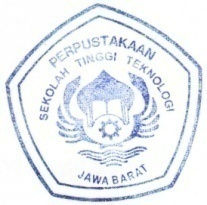 PERPUSTAKAAN
SEKOLAH TINGGI TEKNOLOGI
JAWA BARAT